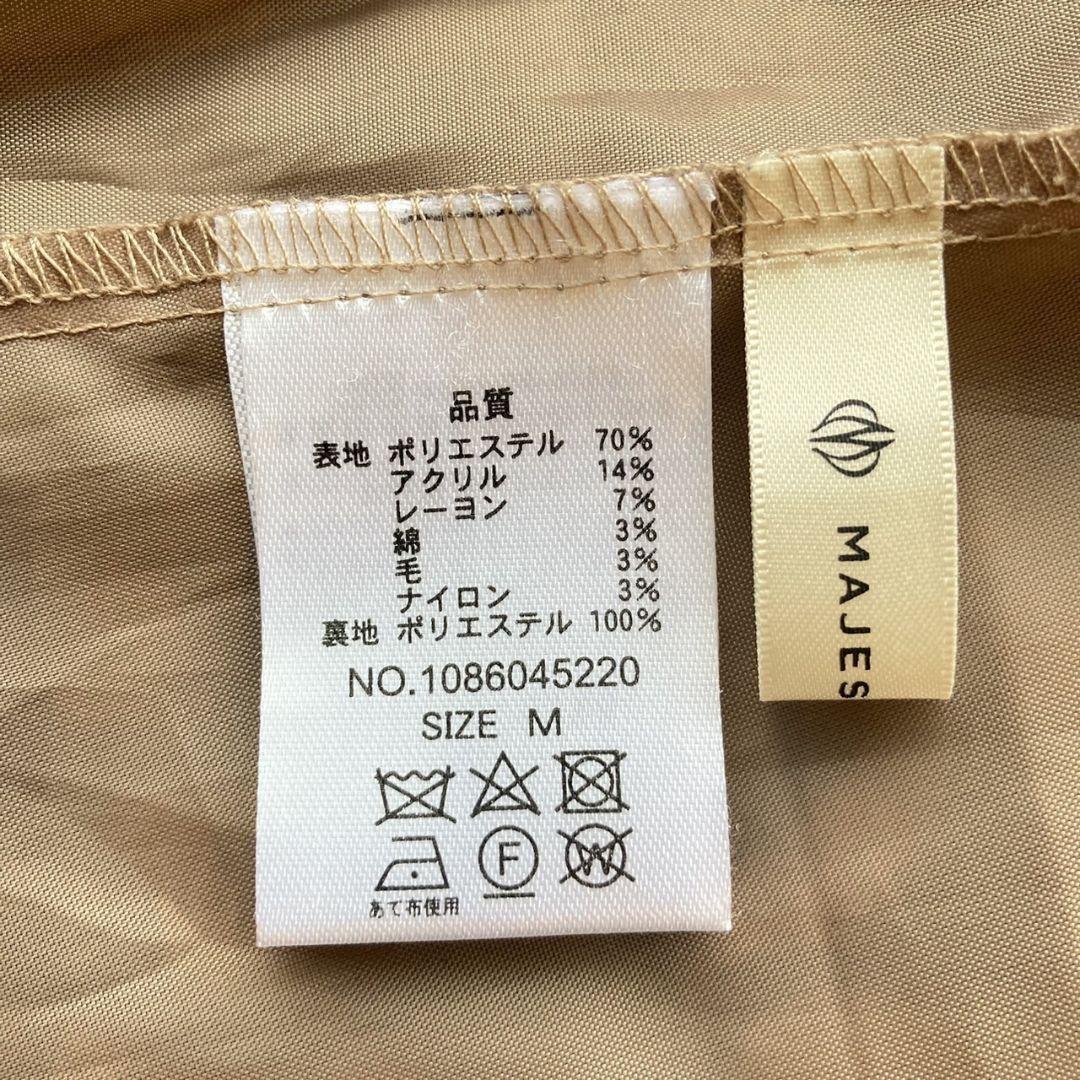 品質
表地 ポリエステル 70%
アクリル 14%
レーヨン 7%
綿 3%
毛 3%
ナイロン 3%
裏地 ポリエステル 100%
NO.1086045220
SIZE M
F
W
あて布使用
MAJES